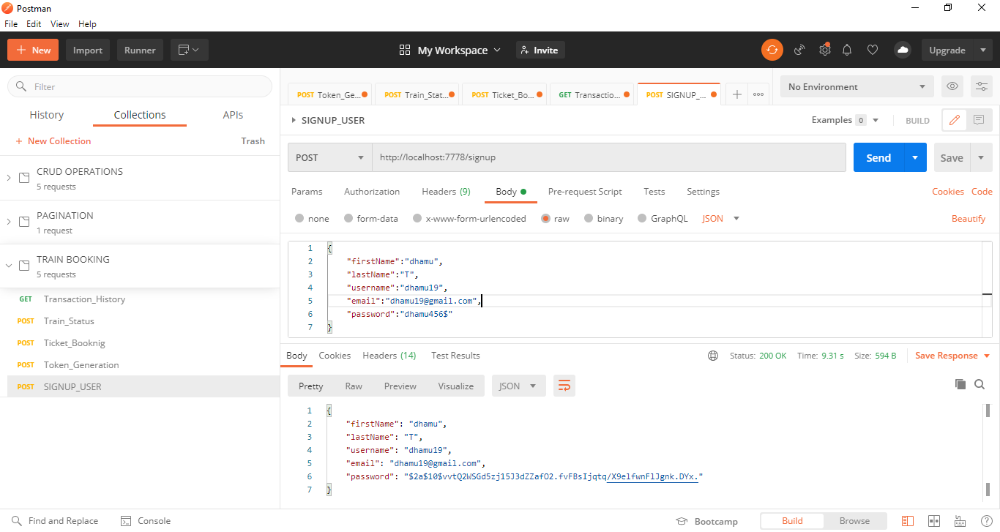 Postman
File Edit View Help
+ New Import Runner My Workspace Invite Upgrade
Filter
History Collections APIs
+ New Collection Trash
CRUD OPERATIONS
5 requests
PAGINATION
1 request
TRAIN BOOKING
5 requests
GET Transaction_History
POST Train_Status
POST Ticket_Booknig
POST Token_Generation
POST SIGNUP_USER
POST Token_Ge... POST Train_Stat... POST Ticket_Bo... GET Transactio... POST SIGNUP_... + ooo No Environment
SIGNUP_USER Examples 0 BUILD
POST http://localhost:7778/signup Send Save
Params Authorization Headers (9) Body Pre-request Script Tests Settings Cookies Code
none form-data x-www-form-urlencoded raw binary GraphQL JSON Beautify
1 {
2 "firstName":"dhamu",
3 "lastName":"T",
4 "username":"dhamu19",
5 "email":"dhamu19@gmail.com",
6 "password":"dhamu456$"
7 }
Body Cookies Headers (14) Test Results Status: 200 OK Time: 9.31 s Size: 594 B Save Response
Pretty Raw Preview Visualize JSON
1 {
2 "firstName": "dhamu",
3 "lastName": "T",
4 "username": "dhamu19",
5 "email": "dhamu19@gmail.com",
6 "password": "$2a$10$vvtQ2WSGd5zj15J3dZZafO2.fvFBsIjqtq/X9elfwnFlJgnk.DYx."
7 }
Find and Replace Console Bootcamp Build Browse